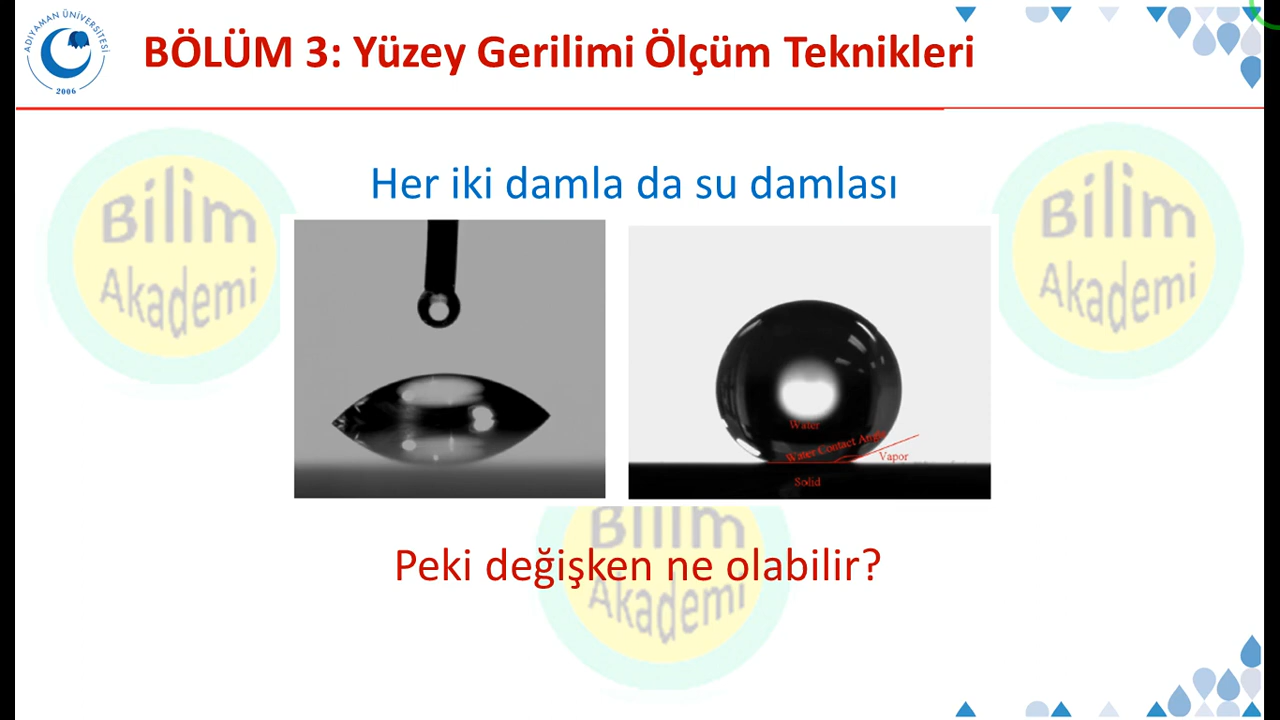 ADIYAMAN ÜNİVERSİTESİ
2006
BÖLÜM 3: Yüzey Gerilimi Ölçüm Teknikleri
Bilim
Akademi
Bilim
Akademi
Her iki damla da su damlası
Water
Water Contact Angle
Vapor
Solid
Bilim
Akademi
Peki değişken ne olabilir?